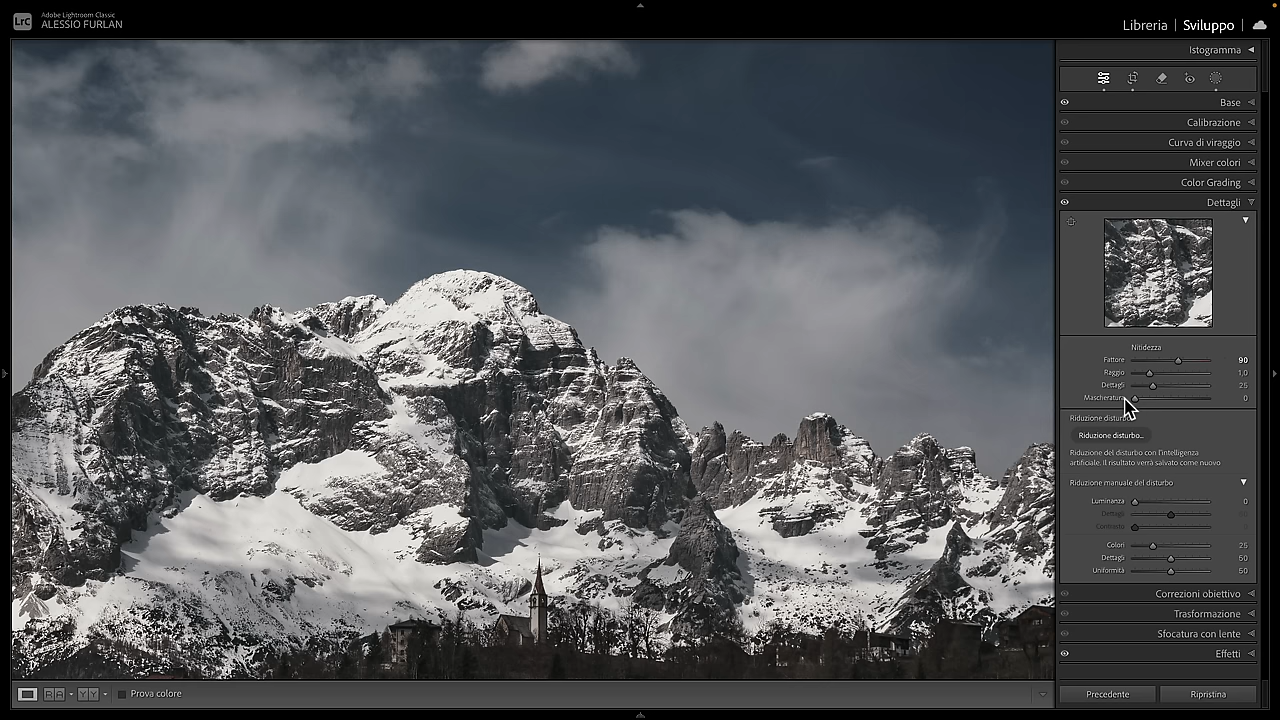 Adobe Lightroom Classic
LrC
ALESSIO FURLAN
Libreria | Sviluppo |
Istogramma
Base
Calibrazione
Curva di viraggio
Mixer colori
Color Grading
Dettagli
Nitidezza
Fattore 90
Raggio 1,0
Dettagli 25
Mascheratura 0
Riduzione disturbo
Riduzione disturbo...
Riduzione del disturbo con l'intelligenza
artificiale. Il risultato verrà salvato come nuovo
Riduzione manuale del disturbo
Luminanza 0
Dettagli
Contrasto
Colori 25
Dettagli 50
Uniformità 50
Correzioni obiettivo
Trasformazione
Sfocatura con lente
Effetti
R A Y Y Prova colore
Precedente Ripristina